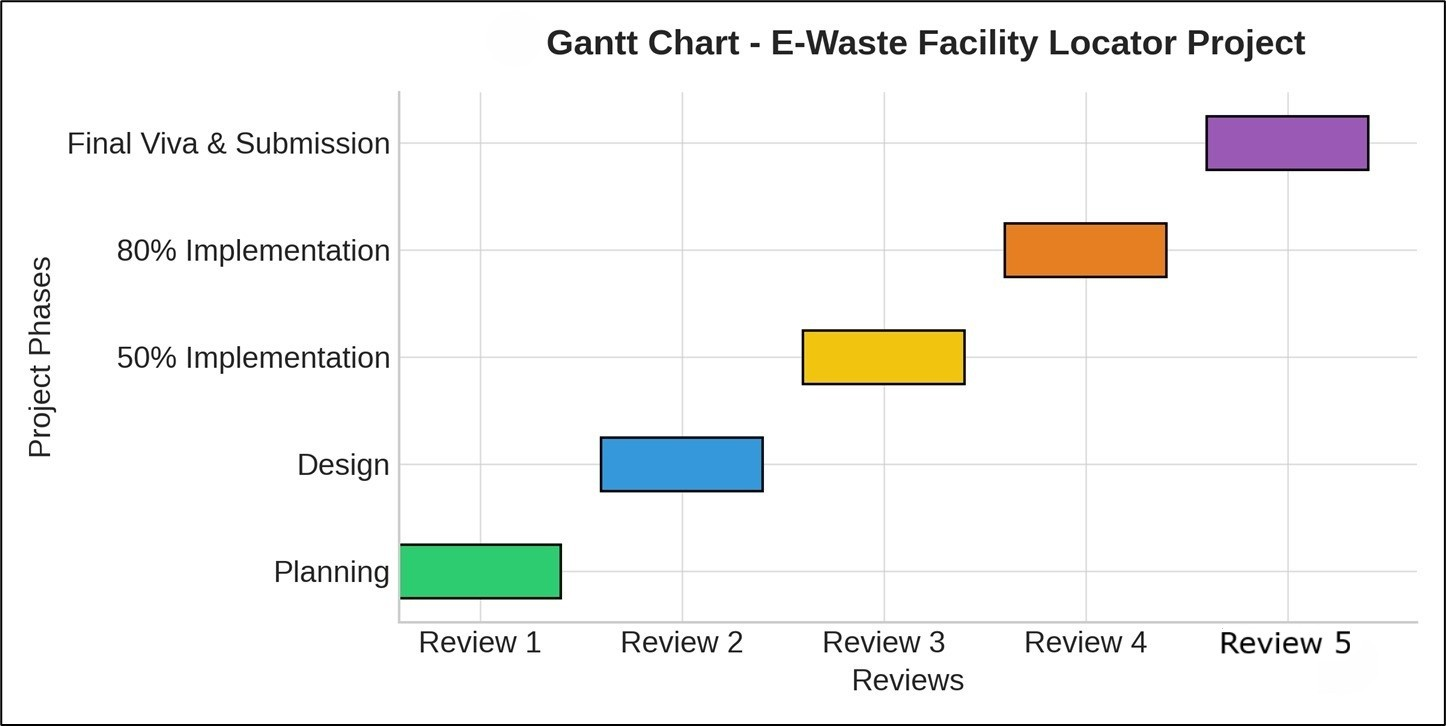 Gantt Chart - E-Waste Facility Locator Project
Project Phases
Final Viva & Submission
80% Implementation
50% Implementation
Design
Planning
Review 1 Review 2 Review 3 Review 4 Review 5
Reviews